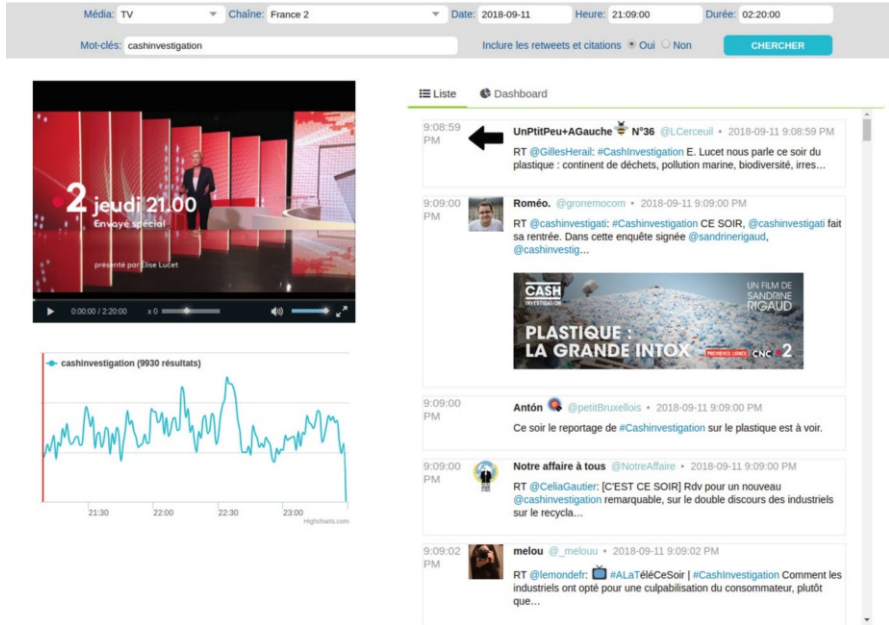 Média: TV Chaîne: France 2 Date: 2018-09-11 Heure: 21:09:00 Durée: 02:20:00
Mot-clés: cashinvestigation Inclure les retweets et citations Oui Non CHERCHER
2 jeudi 21.00
Envoyé spécial
présenté par Élise Lucet
0:00:00 / 2:20:00 x 0
cashinvestigation (9930 résultats)
21:30 22:00 22:30 23:00
Highcharts.com
Liste Dashboard
9:08:59 PM
UnPtitPeu+AGauche 🐝 N°36 @LCerceuil • 2018-09-11 9:08:59 PM
RT @GillesHerail: #CashInvestigation E. Lucet nous parle ce soir du
plastique : continent de déchets, pollution marine, biodiversité, irres…
9:09:00 PM
Roméo. @gronemocom • 2018-09-11 9:09:00 PM
RT @cashinvestigati: #Cashinvestigation CE SOIR, @cashinvestigati fait
sa rentrée. Dans cette enquête signée @sandrinerigaud,
@cashinvestig…
CASH
INVESTIGATION
UN FILM DE
SANDRINE
RIGAUD
PLASTIQUE :
LA GRANDE INTOX
PREMIERES LIGNES CNC 2
9:09:00 PM
Antón @petitBruxellois • 2018-09-11 9:09:00 PM
Ce soir le reportage de #Cashinvestigation sur le plastique est à voir.
9:09:00 PM
Notre affaire à tous @NotreAffaire • 2018-09-11 9:09:00 PM
RT @CeliaGautier: [C'EST CE SOIR] Rdv pour un nouveau
@cashinvestigation remarquable, sur le double discours des industriels
sur le recycla…
9:09:02 PM
melou @_melouu • 2018-09-11 9:09:02 PM
RT @lemondefr: 📺 #ALaTéléCeSoir | #CashInvestigation Comment les
industriels ont opté pour une culpabilisation du consommateur, plutôt
que…